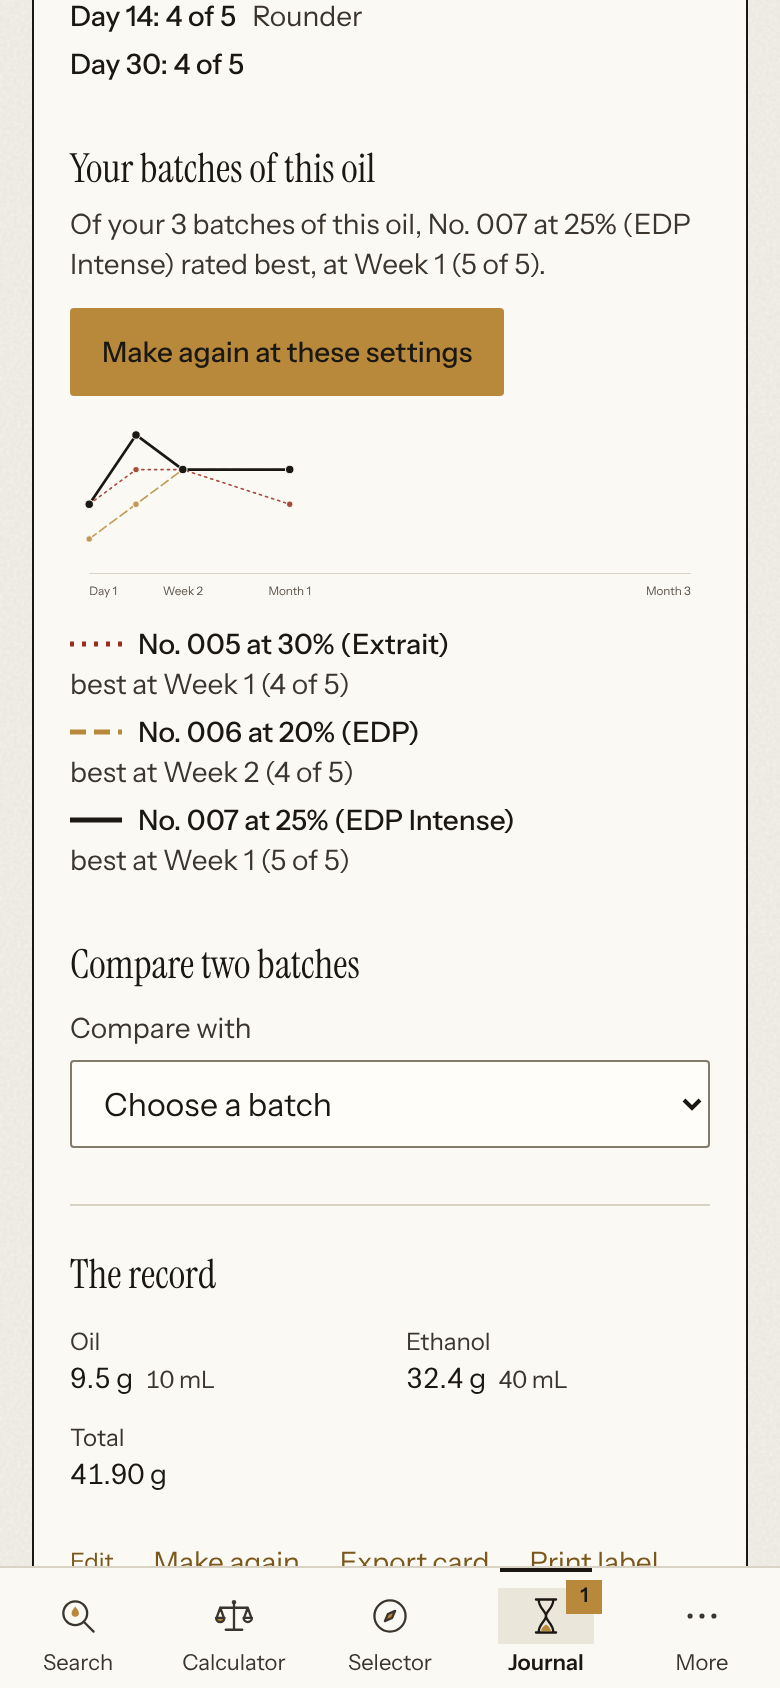 Day 14: 4 of 5 Rounder
Day 30: 4 of 5
Your batches of this oil
Of your 3 batches of this oil, No. 007 at 25% (EDP
Intense) rated best, at Week 1 (5 of 5).
Make again at these settings
Day 1 Week 2 Month 1 Month 3
No. 005 at 30% (Extrait)
best at Week 1 (4 of 5)
No. 006 at 20% (EDP)
best at Week 2 (4 of 5)
No. 007 at 25% (EDP Intense)
best at Week 1 (5 of 5)
Compare two batches
Compare with
Choose a batch
The record
Oil Ethanol
9.5 g 10 mL 32.4 g 40 mL
Total
41.90 g
Edit Make again Export card Print label
1
Search Calculator Selector Journal More